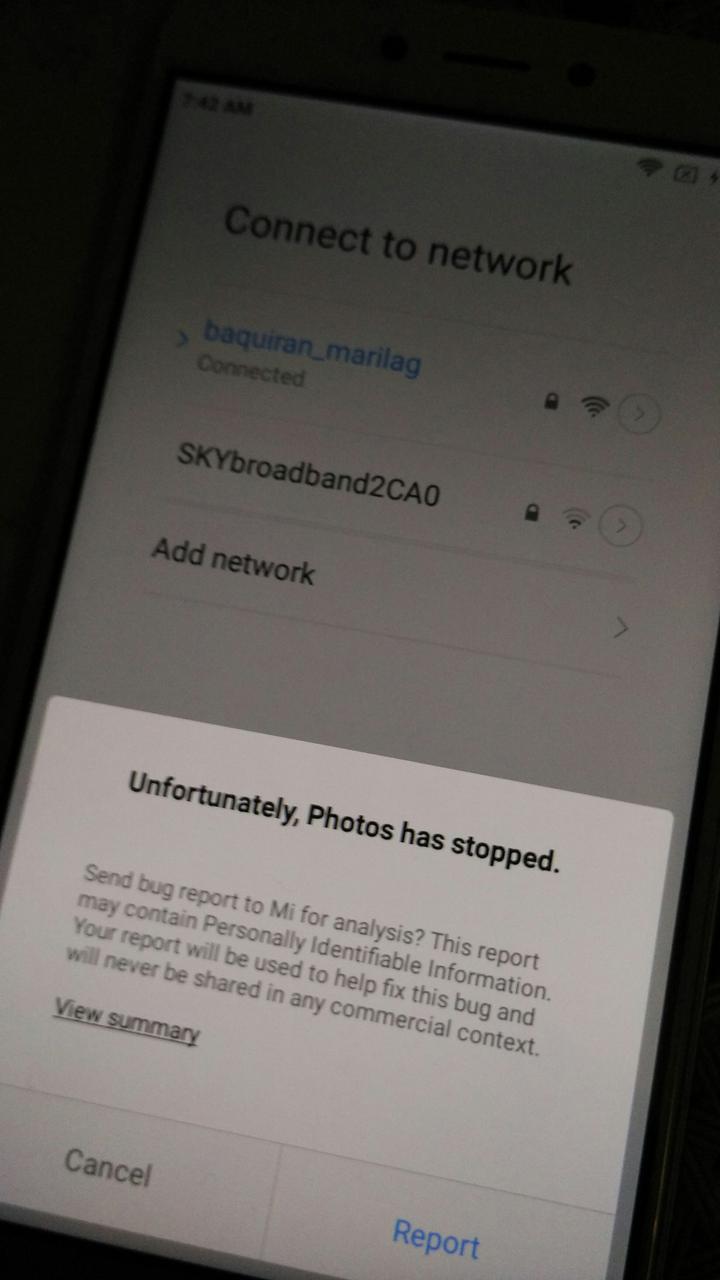 7:42 AM
Connect to network
baquiran_marilag
Connected
SKYbroadband2CA0
Add network
Unfortunately, Photos has stopped.
Send bug report to Mi for analysis? This report
may contain Personally Identifiable Information.
Your report will be used to help fix this bug and
will never be shared in any commercial context.
View summary
Cancel
Report